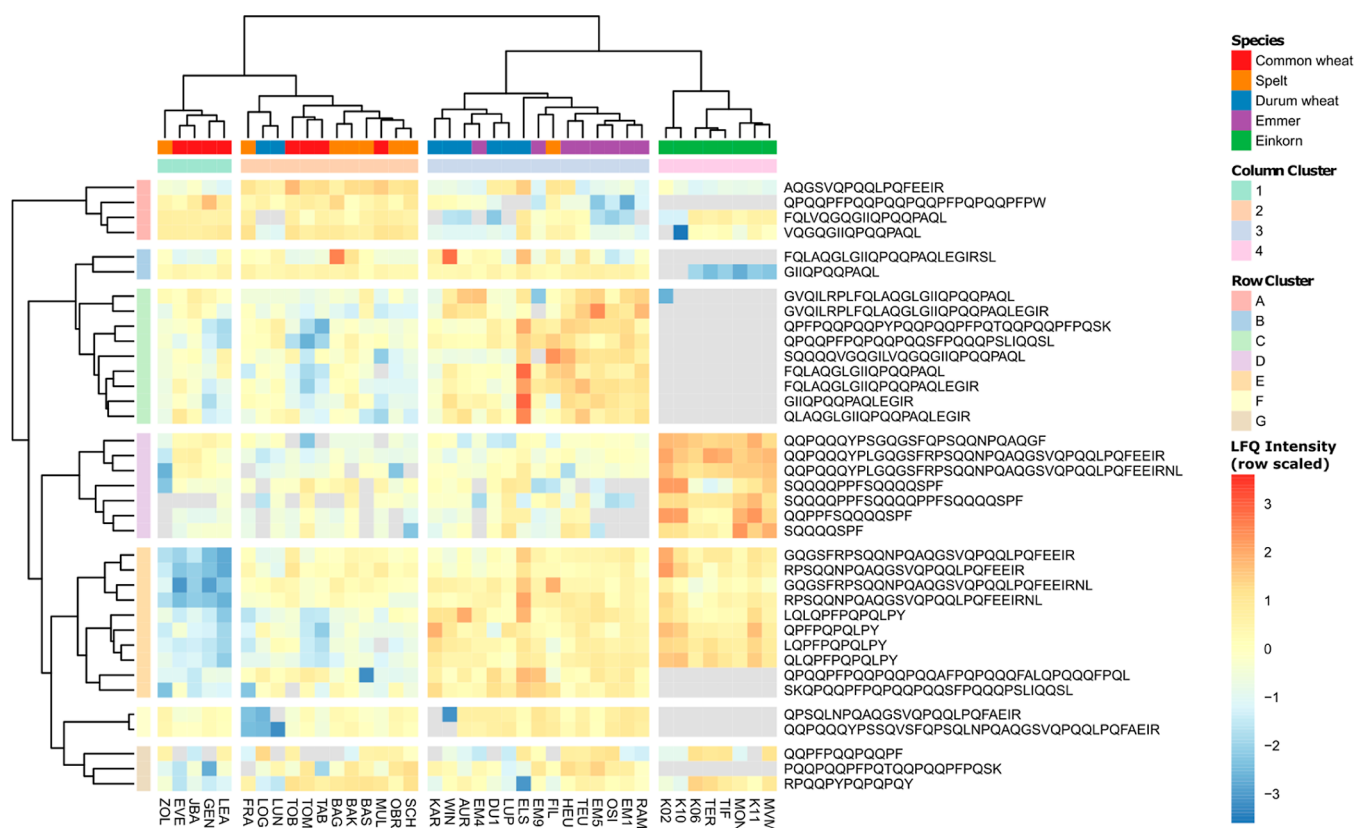 Species
Common wheat
Spelt
Durum wheat
Emmer
Einkorn
Column Cluster
1
2
3
4
Row Cluster
A
B
C
D
E
F
G
LFQ Intensity
(row scaled)
3
2
1
0
−1
−2
−3
AQGSVQPQQLPQFEEIR
QPQQPFPQQPQQPQQPFPQPQQPFPW
FQLVQGQGIIQPQQPAQL
VQGQGIIQPQQPAQL
FQLAQGLGIIQPQQPAQLEGIRSL
GIIQPQQPAQL
GVQILRPLFQLAQGLGIIQPQQPAQL
GVQILRPLFQLAQGLGIIQPQQPAQLEGIR
QPFPQQPQQPYPQQPQQPFPQTQQPQQPFPQSK
QPQQPFPQPQQPQQSFPQQQPSLIQQSL
SQQQQVGQGILVQGQGIIQPQQPAQL
FQLAQGLGIIQPQQPAQL
FQLAQGLGIIQPQQPAQLEGIR
GIIQPQQPAQLEGIR
QLAQGLGIIQPQQPAQLEGIR
QQPQQQYPSGQGSFQPSQQNPQAQGF
QQPQQQYPLGQGSFRPSQQNPQAQGSVQPQQLPQFEEIR
QQPQQQYPLGQGSFRPSQQNPQAQGSVQPQQLPQFEEIRNL
SQQQQPPFSQQQQSPF
SQQQQPPFSQQQQPPFSQQQQSPF
QQPPFSQQQQSPF
SQQQQSPF
GQGSFRPSQQNPQAQGSVQPQQLPQFEEIR
RPSQQNPQAQGSVQPQQLPQFEEIR
GQGSFRPSQQNPQAQGSVQPQQLPQFEEIRNL
RPSQQNPQAQGSVQPQQLPQFEEIRNL
LQLQPFPQPQLPY
QPFPQPQLPY
LQPFPQPQLPY
QLQPFPQPQLPY
QPQQPFPQQPQQPQQAFPQPQQQFALQPQQQFPQL
SKQPQQPFPQPQQPQQSFPQQQPSLIQQSL
QPSQLNPQAQGSVQPQQLPQFAEIR
QQPQQQYPSSQVSFQPSQLNPQAQGSVQPQQLPQFAEIR
QQPFPQQPQQPF
PQQPQQPFPQTQQPQQPFPQSK
RPQQPYPQPQPQY
ZOL
EVE
JBA
GEN
LEA
FRA
LOG
LUN
TOB
TOM
TAB
BAG
BAK
BAS
MUL
OBR
SCH
KAR
WIN
AUR
EM4
DU1
LUP
ELS
EM9
FIL
HEU
TEU
EM5
OSI
EM1
RAM
K02
K10
K06
TER
TIF
MON
K11
MVM